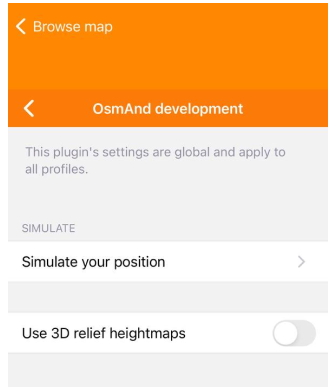 Browse map
OsmAnd development
This plugin's settings are global and apply to
all profiles.
SIMULATE
Simulate your position
Use 3D relief heightmaps